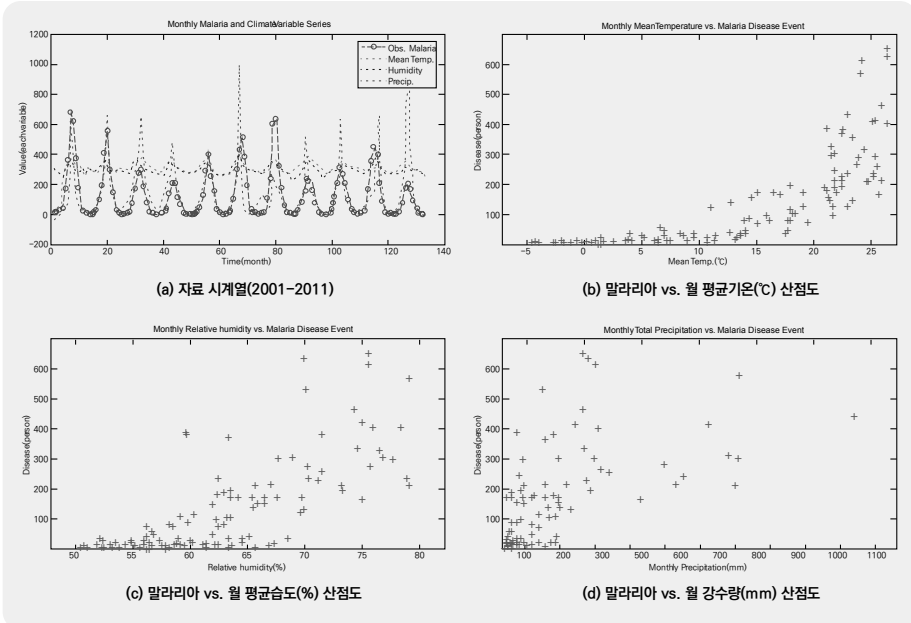 Monthly Malaria and ClimateVariable Series
1200
1000
800
600
400
200
0
−200
Value(eachvariable)
Obs. Malaria
Mean Temp.
Humidity
Precip.
0 20 40 60 80 100 120 140
Time(month)
(a) 자료 시계열(2001-2011)
Monthly MeanTemperature vs. Malaria Disease Event
600
500
400
300
200
100
Disease(person)
−5 0 5 10 15 20 25
Mean Temp.(℃)
(b) 말라리아 vs. 월 평균기온(℃) 산점도
Monthly Relative humidity vs. Malaria Disease Event
600
500
400
300
200
100
Disease(person)
50 55 60 65 70 75 80
Relative humidity(%)
(c) 말라리아 vs. 월 평균습도(%) 산점도
MonthlyTotal Precipitation vs. Malaria Disease Event
600
500
400
300
200
100
Disease(person)
100 200 300 400 500 600 700 800 900 1000 1100
Monthly Precipitation(mm)
(d) 말라리아 vs. 월 강수량(mm) 산점도